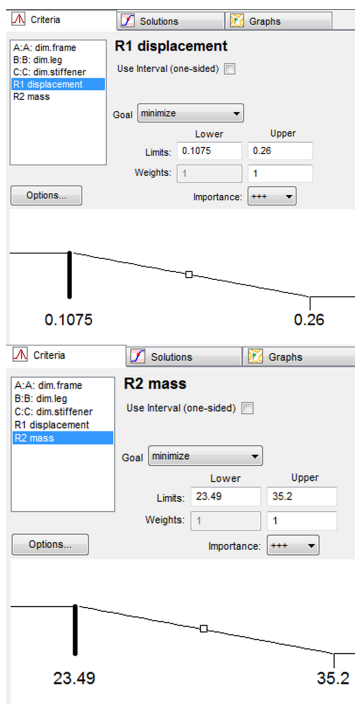 Criteria Solutions Graphs
A:A: dim.frame
B:B: dim.leg
C:C: dim.stiffener
R1 displacement
R2 mass
R1 displacement
Use Interval (one-sided)
Goal minimize
Lower Upper
Limits: 0.1075 0.26
Weights: 1 1
Options... Importance: +++
0.1075 0.26
Criteria Solutions Graphs
A:A: dim.frame
B:B: dim.leg
C:C: dim.stiffener
R1 displacement
R2 mass
R2 mass
Use Interval (one-sided)
Goal minimize
Lower Upper
Limits: 23.49 35.2
Weights: 1 1
Options... Importance: +++
23.49 35.2